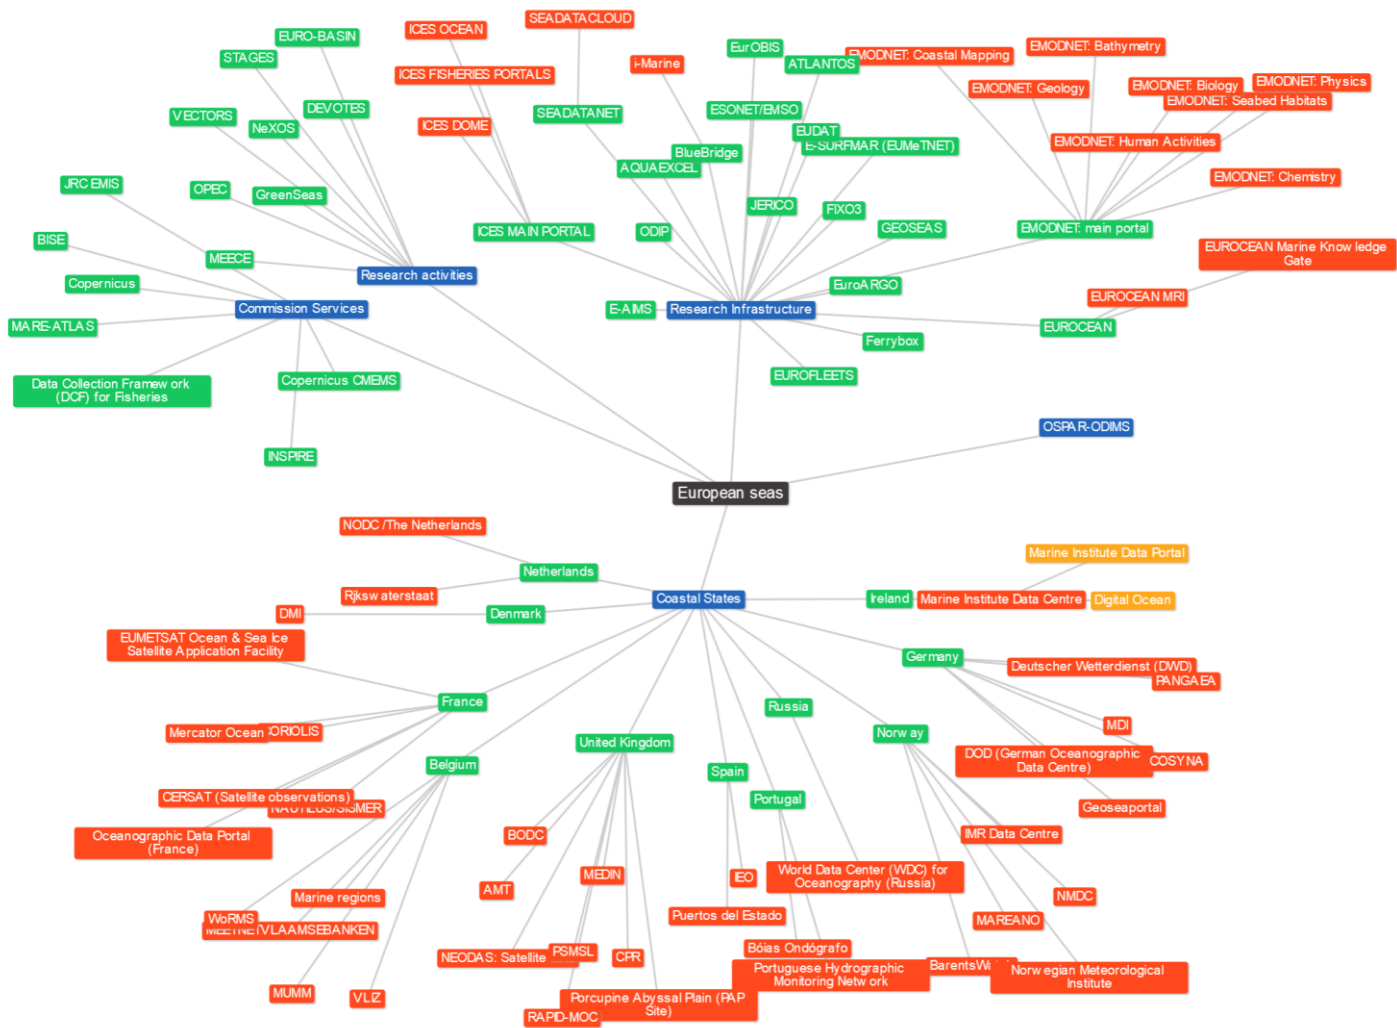 SEADATACLOUD
ICES OCEAN
EURO-BASIN
EurOBIS
EMODNET: Bathymetry
STAGES
EMODNET: Coastal Mapping
i-Marine
ATLANTOS
ICES FISHERIES PORTALS
EMODNET: Physics
EMODNET: Biology
EMODNET: Geology
EMODNET: Seabed Habitats
DEVOTES
ESONET/EMSO
SEADATANET
VECTORS
ICES DOME
NeXOS
EUDAT
EMODNET: Human Activities
E-SURFMAR (EUMeTNET)
BlueBridge
AQUAEXCEL
EMODNET: Chemistry
JRC EMIS
OPEC
GreenSeas
JERICO
FIXO3
GEOSEAS
EMODNET: main portal
ICES MAIN PORTAL
ODIP
BISE
EUROCEAN Marine Knowledge
Gate
MEECE
Research activities
Copernicus
EuroARGO
EUROCEAN MRI
Commission Services
E-AIMS
Research Infrastructure
MARE-ATLAS
EUROCEAN
Ferrybox
EUROFLEETS
Copernicus CMEMS
Data Collection Framework
(DCF) for Fisheries
OSPAR-ODIMS
INSPIRE
European seas
NODC /The Netherlands
Marine Institute Data Portal
Netherlands
Rjkswaterstaat
Coastal States
Ireland
Marine Institute Data Centre
Digital Ocean
DMI
Denmark
EUMETSAT Ocean & Sea Ice
Satellite Application Facility
Germany
Deutscher Wetterdienst (DWD)
PANGAEA
France
Russia
MDI
Mercator Ocean
CORIOLIS
Norway
United Kingdom
DOD (German Oceanographic
Data Centre)
COSYNA
Belgium
Spain
CERSAT (Satellite observations)
NAUTILUS/SISMER
Portugal
Geoseaportal
Oceanographic Data Portal
(France)
BODC
IMR Data Centre
MEDIN
IEO
World Data Center (WDC) for
Oceanography (Russia)
AMT
Marine regions
NMDC
WoRMS
Puertos del Estado
MAREANO
MEETNETVLAAMSEBANKEN
Bóias Ondógrafo
NEODAS: Satellite
PSMSL
CPR
Portuguese Hydrographic
Monitoring Network
BarentsWatch
Norwegian Meteorological
Institute
MUMM
VLIZ
Porcupine Abyssal Plain (PAP
Site)
RAPID-MOC